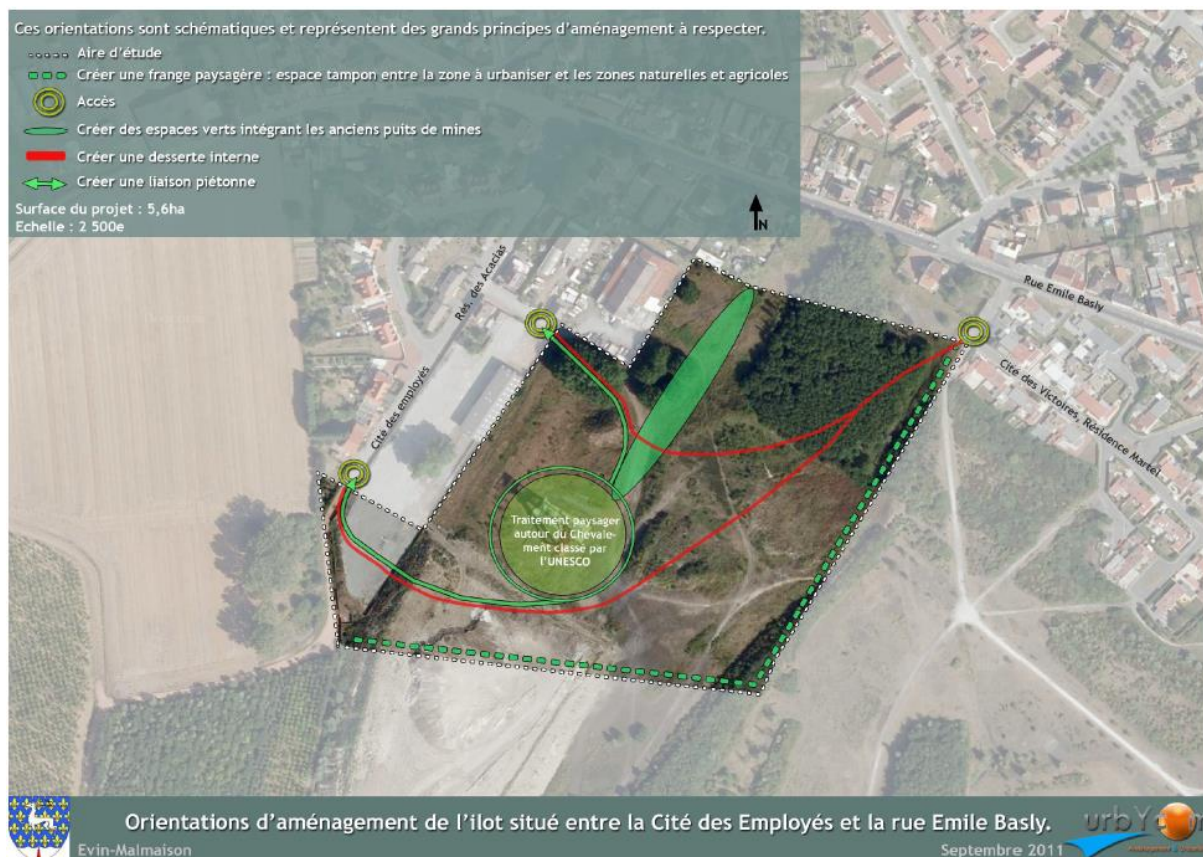 Ces orientations sont schématiques et représentent des grands principes d'aménagement à respecter.
Aire d'étude
Créer une frange paysagère : espace tampon entre la zone à urbaniser et les zones naturelles et agricoles
Accès
Créer des espaces verts intégrant les anciens puits de mines
Créer une desserte interne
Créer une liaison piétonne
Surface du projet : 5,6ha
Echelle : 2 500e
N
Rés. des Acacias
Rue Emile Basly
Cité des employés
Cité des Victoires, Résidence Martel
Traitement paysager
autour du Chevale-
ment classé par
l'UNESCO
Orientations d'aménagement de l'ilot situé entre la Cité des Employés et la rue Emile Basly.
Evin-Malmaison
Septembre 2011